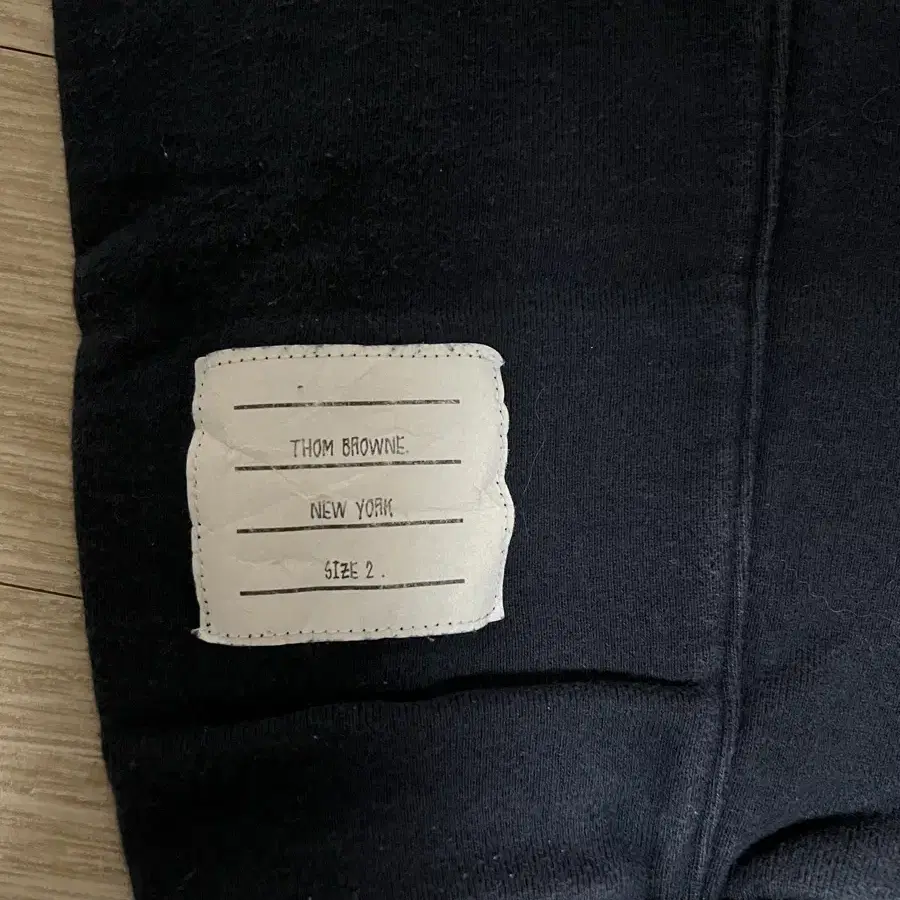 THOM BROWNE.
NEW YORK
SIZE 2 .